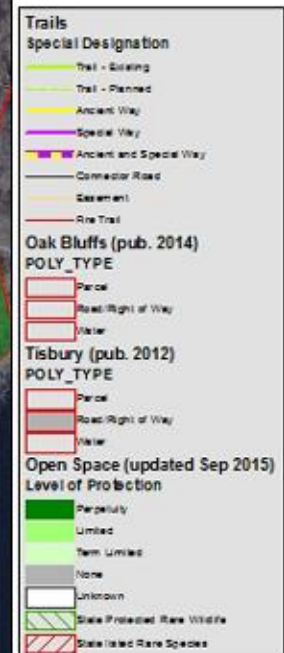 Trails
Special Designation
Trail - Existing
Trail - Planned
Ancient Way
Special Way
Ancient and Special Way
Connector Road
Easement
Fire Trail
Oak Bluffs (pub. 2014)
POLY_TYPE
Parcel
Road/Right of Way
Water
Tisbury (pub. 2012)
POLY_TYPE
Parcel
Road/Right of Way
Water
Open Space (updated Sep 2015)
Level of Protection
Perpetuity
Limited
Term Limited
None
Unknown
State Protected Rare Wildlife
State listed Rare Species